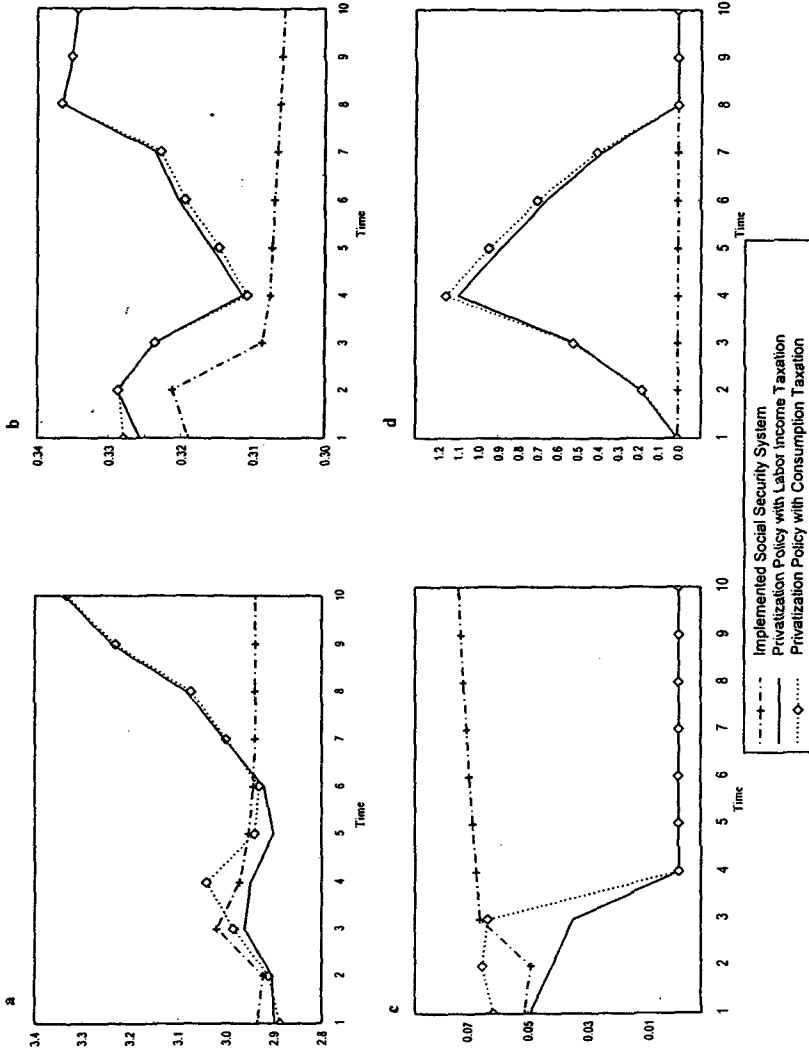 a
3.4
3.3
3.2
3.1
3.0
2.9
2.8
1 2 3 4 5 6 7 8 9 10
Time
b
0.34
0.33
0.32
0.31
0.30
1 2 3 4 5 6 7 8 9 10
Time
c
0.07
0.05
0.03
0.01
1 2 3 4 5 6 7 8 9 10
Time
d
1.2
1.1
1.0
0.9
0.8
0.7
0.6
0.5
0.4
0.3
0.2
0.1
0.0
1 2 3 4 5 6 7 8 9 10
Time
Implemented Social Security System
Privatization Policy with Labor Income Taxation
Privatization Policy with Consumption Taxation